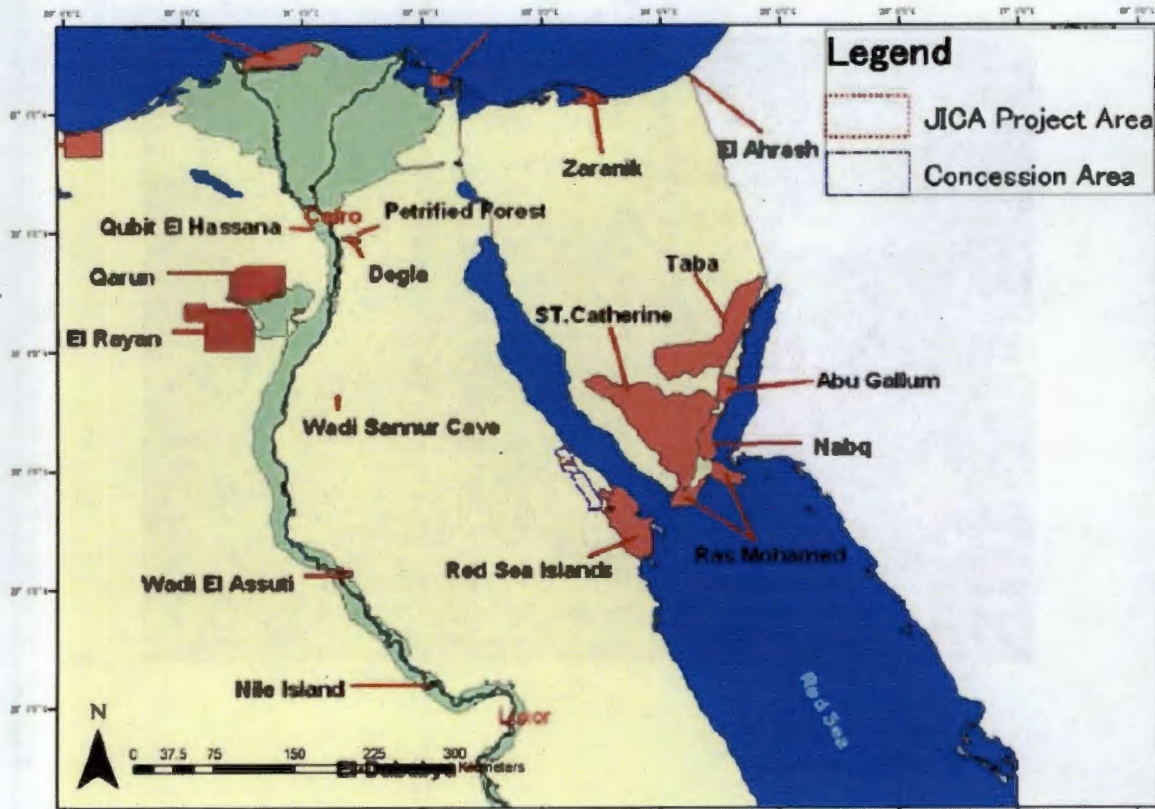 Legend
JICA Project Area
Concession Area
El Ahrash
Zaranik
Cairo
Petrified Forest
Qubit El Hassana
Degla
Qarun
Taba
ST.Catherine
El Rayan
Abu Gallum
Wadi Sannur Cave
Nabq
Ras Mohamed
Red Sea Islands
Wadi El Assuti
Nile Island
Luxor
Red Sea
N
0 37.5 75 150 225 300
Kilometers